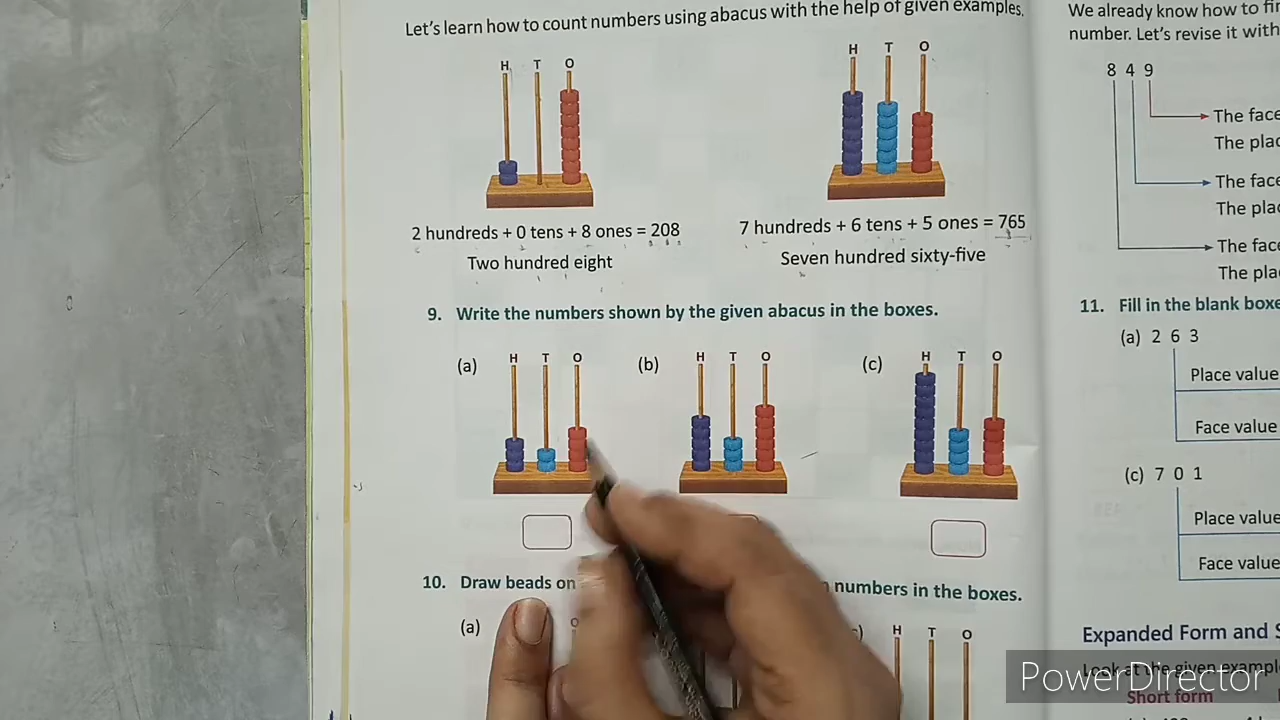 Let's learn how to count numbers using abacus with the help of given examples.
H T O
H T O
2 hundreds + 0 tens + 8 ones = 208
7 hundreds + 6 tens + 5 ones = 765
Two hundred eight
Seven hundred sixty-five
9. Write the numbers shown by the given abacus in the boxes.
(a) H T O
(b) H T O
(c) H T O
10. Draw beads on
numbers in the boxes.
(a)
H T O
We already know how to
number. Let's revise it with
8 4 9
The face
The
The face
The
The face
The
11. Fill in the blank
(a) 2 6 3
Place value
Face value
(c) 7 0 1
Place value
Face value
Expanded Form and
Look at the given
Short form
PowerDirector